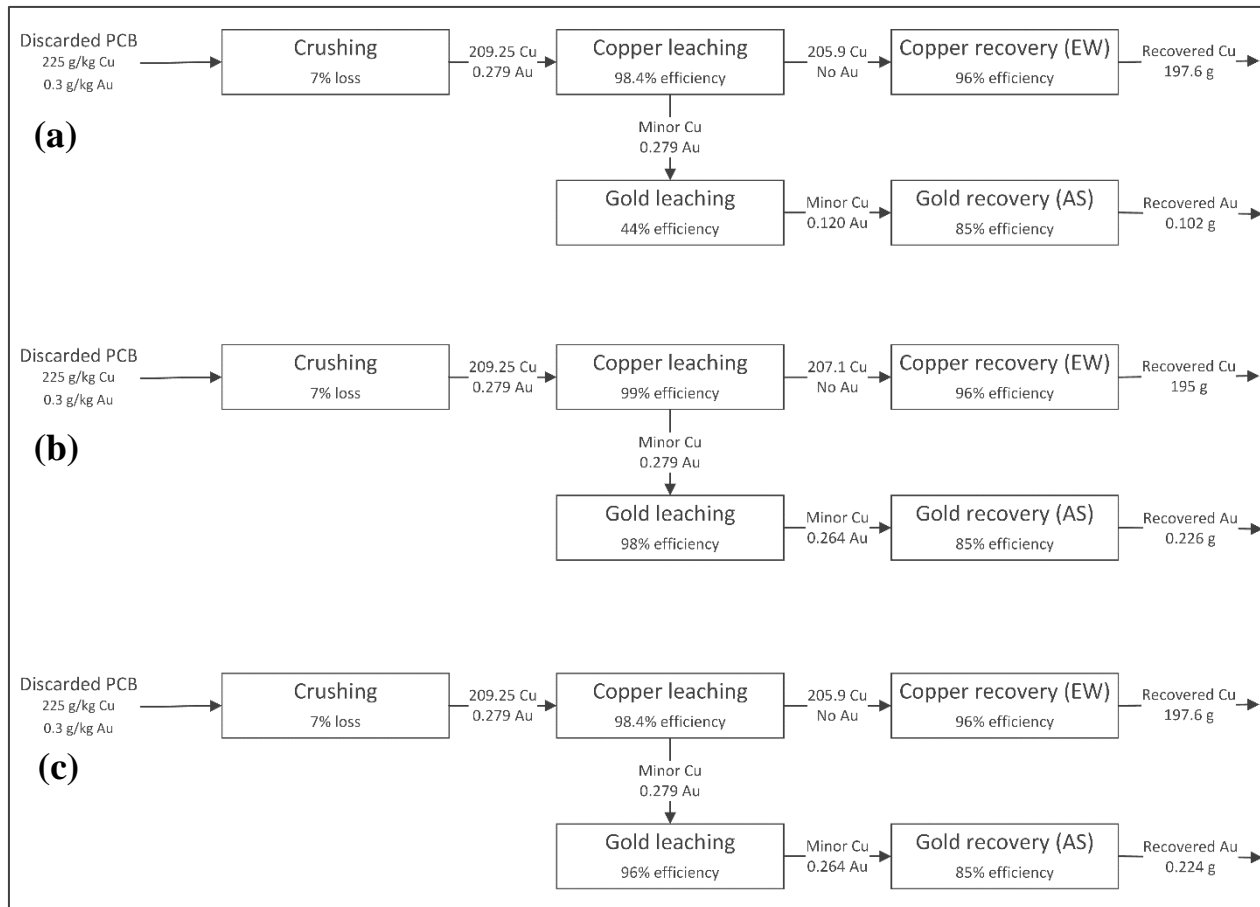 Discarded PCB
225 g/kg Cu
0.3 g/kg Au
Crushing
7% loss
209.25 Cu
0.279 Au
Copper leaching
98.4% efficiency
205.9 Cu
No Au
Copper recovery (EW)
96% efficiency
Recovered Cu
197.6 g
(a)
Minor Cu
0.279 Au
Gold leaching
44% efficiency
Minor Cu
0.120 Au
Gold recovery (AS)
85% efficiency
Recovered Au
0.102 g
Discarded PCB
225 g/kg Cu
0.3 g/kg Au
Crushing
7% loss
209.25 Cu
0.279 Au
Copper leaching
99% efficiency
207.1 Cu
No Au
Copper recovery (EW)
96% efficiency
Recovered Cu
195 g
(b)
Minor Cu
0.279 Au
Gold leaching
98% efficiency
Minor Cu
0.264 Au
Gold recovery (AS)
85% efficiency
Recovered Au
0.226 g
Discarded PCB
225 g/kg Cu
0.3 g/kg Au
Crushing
7% loss
209.25 Cu
0.279 Au
Copper leaching
98.4% efficiency
205.9 Cu
No Au
Copper recovery (EW)
96% efficiency
Recovered Cu
197.6 g
(c)
Minor Cu
0.279 Au
Gold leaching
96% efficiency
Minor Cu
0.264 Au
Gold recovery (AS)
85% efficiency
Recovered Au
0.224 g